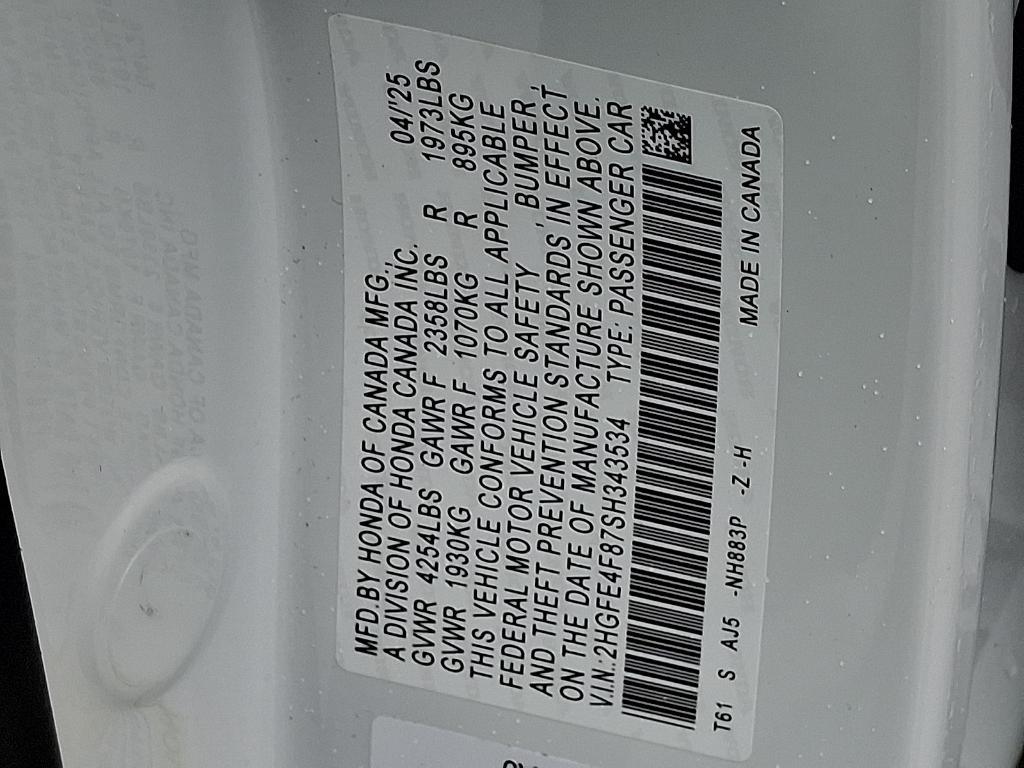 MFD.BY HONDA OF CANADA MFG., 04/'25
A DIVISION OF HONDA CANADA INC.
GVWR 4254LBS GAWR F 2358LBS R 1973LBS
GVWR 1930KG GAWR F 1070KG R 895KG
THIS VEHICLE CONFORMS TO ALL APPLICABLE
FEDERAL MOTOR VEHICLE SAFETY , BUMPER ,
AND THEFT PREVENTION STANDARDS IN EFFECT
ON THE DATE OF MANUFACTURE SHOWN ABOVE.
V.I.N.:2HGFE4F87SH343534 TYPE: PASSENGER CAR
T61 S AJ5 -NH883P -Z -H MADE IN CANADA